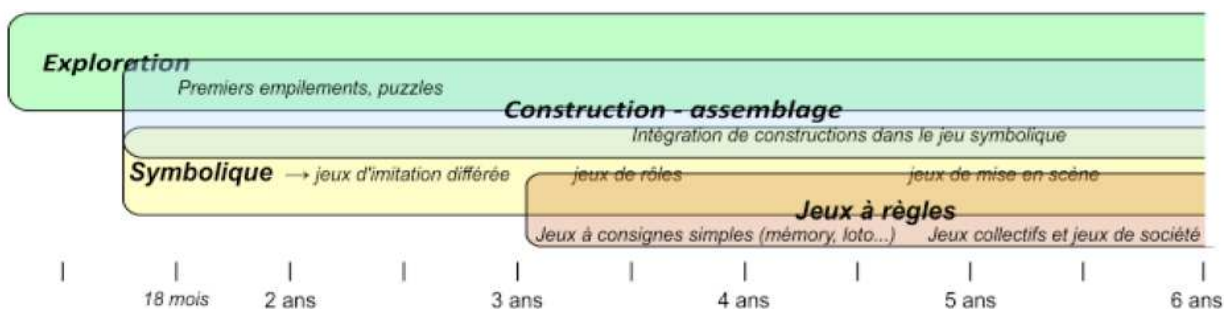 Exploration
Premiers empilements, puzzles
Construction - assemblage
Intégration de constructions dans le jeu symbolique
Symbolique → jeux d'imitation différée jeux de rôles jeux de mise en scène
Jeux à règles
Jeux à consignes simples (mémory, loto...) Jeux collectifs et jeux de société
18 mois 2 ans 3 ans 4 ans 5 ans 6 ans